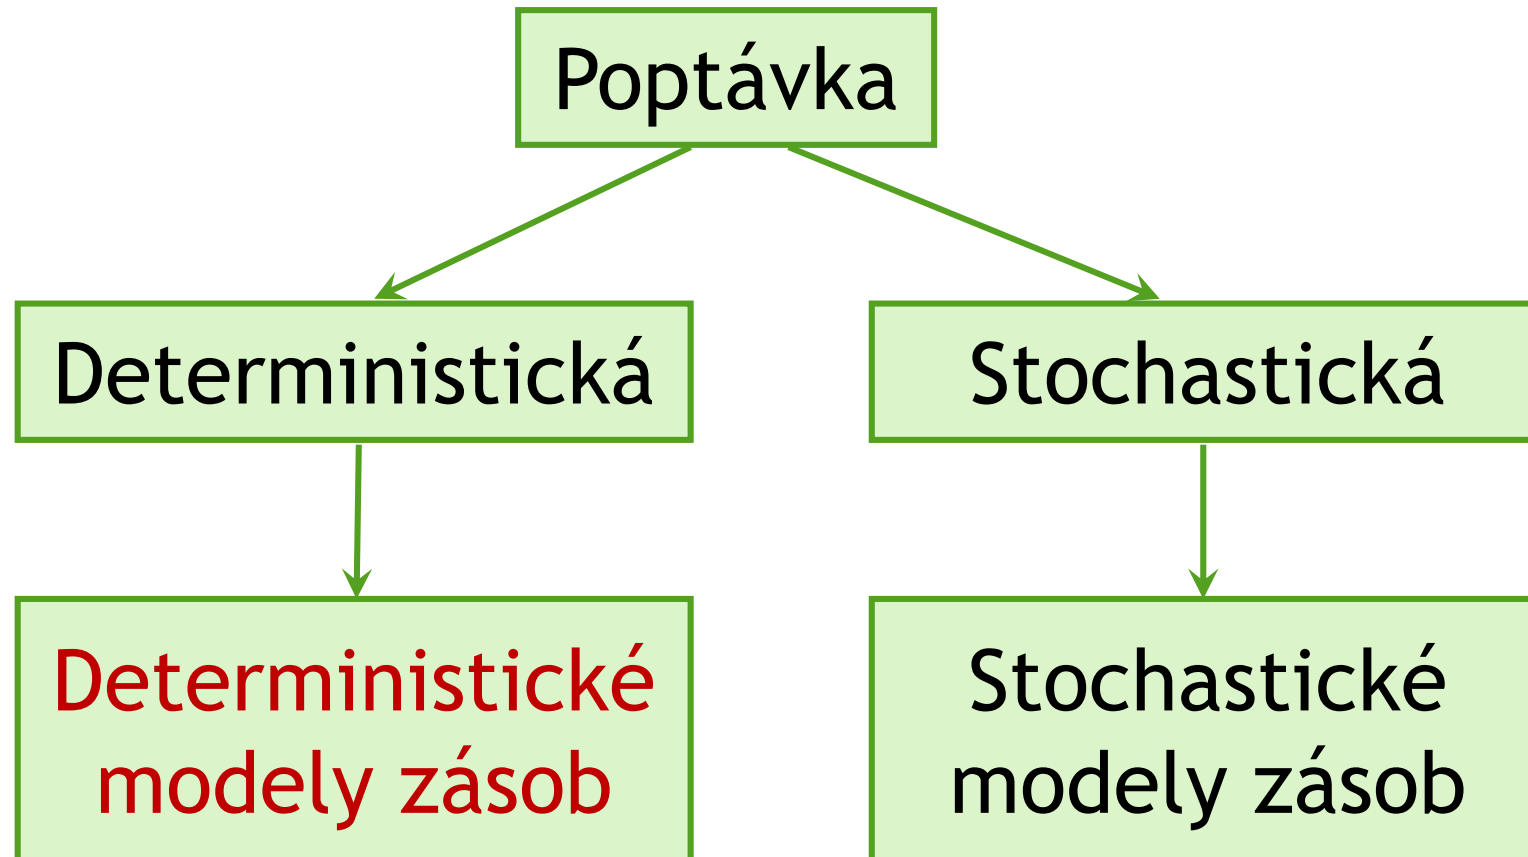 Poptávka
Deterministická
Stochastická
Deterministické
modely zásob
Stochastické
modely zásob